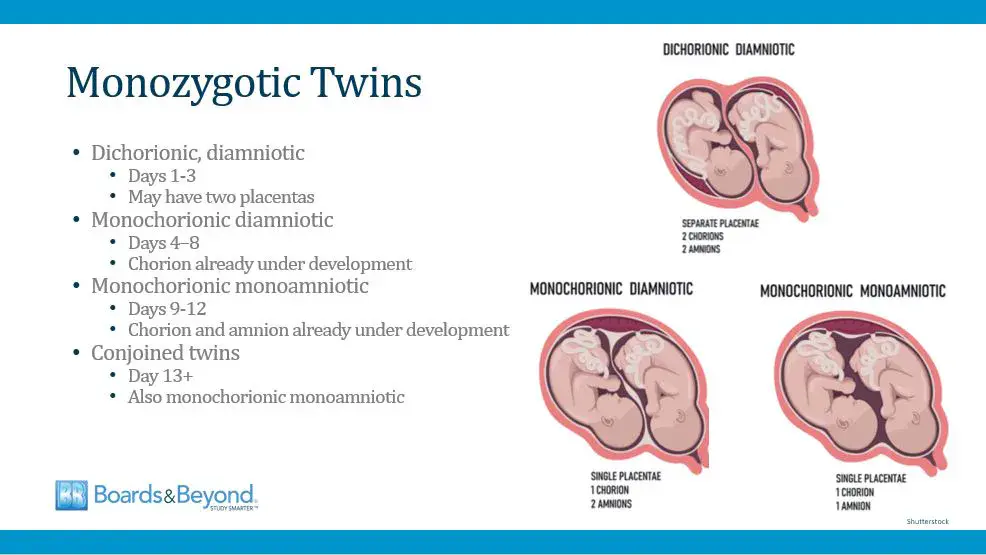 Monozygotic Twins
• Dichorionic, diamniotic
• Days 1-3
• May have two placentas
• Monochorionic diamniotic
• Days 4–8
• Chorion already under development
• Monochorionic monoamniotic
• Days 9-12
• Chorion and amnion already under development
• Conjoined twins
• Day 13+
• Also monochorionic monoamniotic
DICHORIONIC DIAMNIOTIC
SEPARATE PLACENTAE
2 CHORIONS
2 AMNIONS
MONOCHORIONIC DIAMNIOTIC
SINGLE PLACENTAE
1 CHORION
2 AMNIONS
MONOCHORIONIC MONOAMNIOTIC
SINGLE PLACENTAE
1 CHORION
1 AMNION
BB Boards&Beyond®
STUDY SMARTER™
Shutterstock